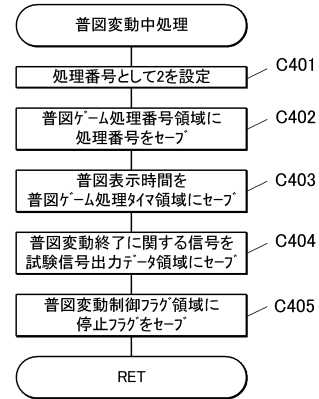 普図変動中処理
処理番号として2を設定
C401
普図ｹﾞｰﾑ処理番号領域に
処理番号をｾｰﾌﾞ
C402
普図表示時間を
普図ｹﾞｰﾑ処理ﾀｲﾏ領域にｾｰﾌﾞ
C403
普図変動終了に関する信号を
試験信号出力ﾃﾞｰﾀ領域にｾｰﾌﾞ
C404
普図変動制御ﾌﾗｸﾞ領域に
停止ﾌﾗｸﾞをｾｰﾌﾞ
C405
RET